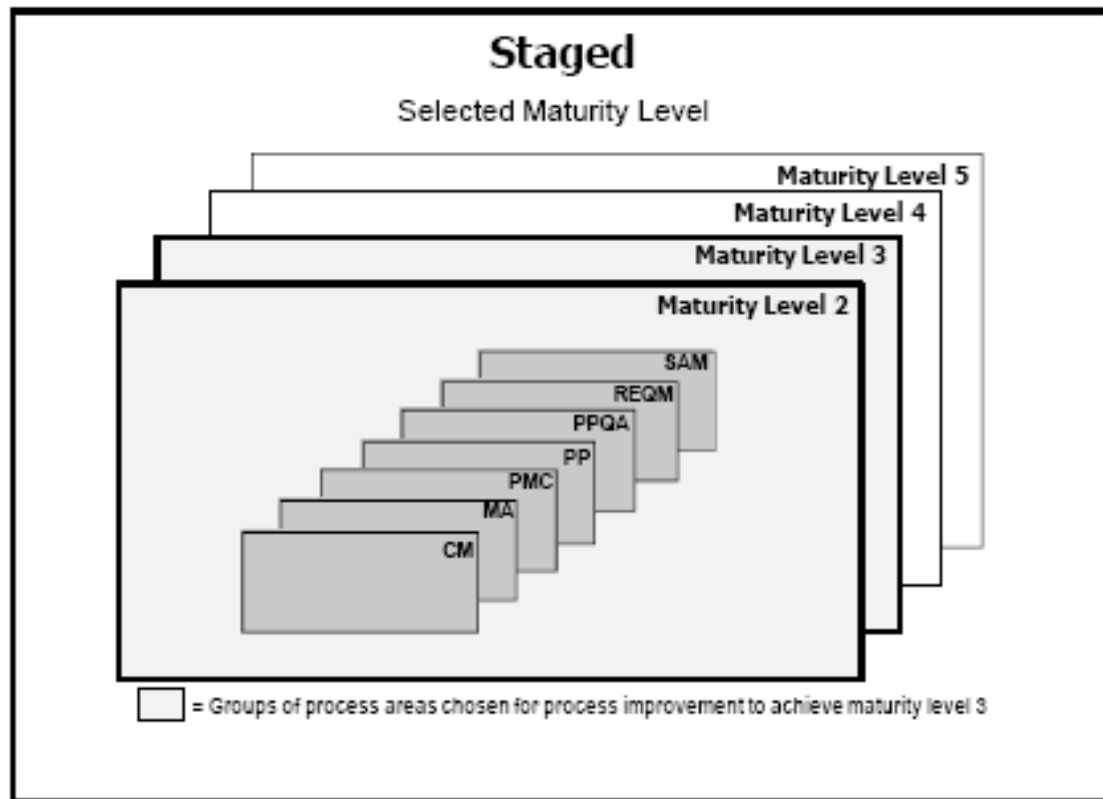 Staged
Selected Maturity Level
Maturity Level 5
Maturity Level 4
Maturity Level 3
Maturity Level 2
SAM
REQM
PPQA
PP
PMC
MA
CM
= Groups of process areas chosen for process improvement to achieve maturity level 3